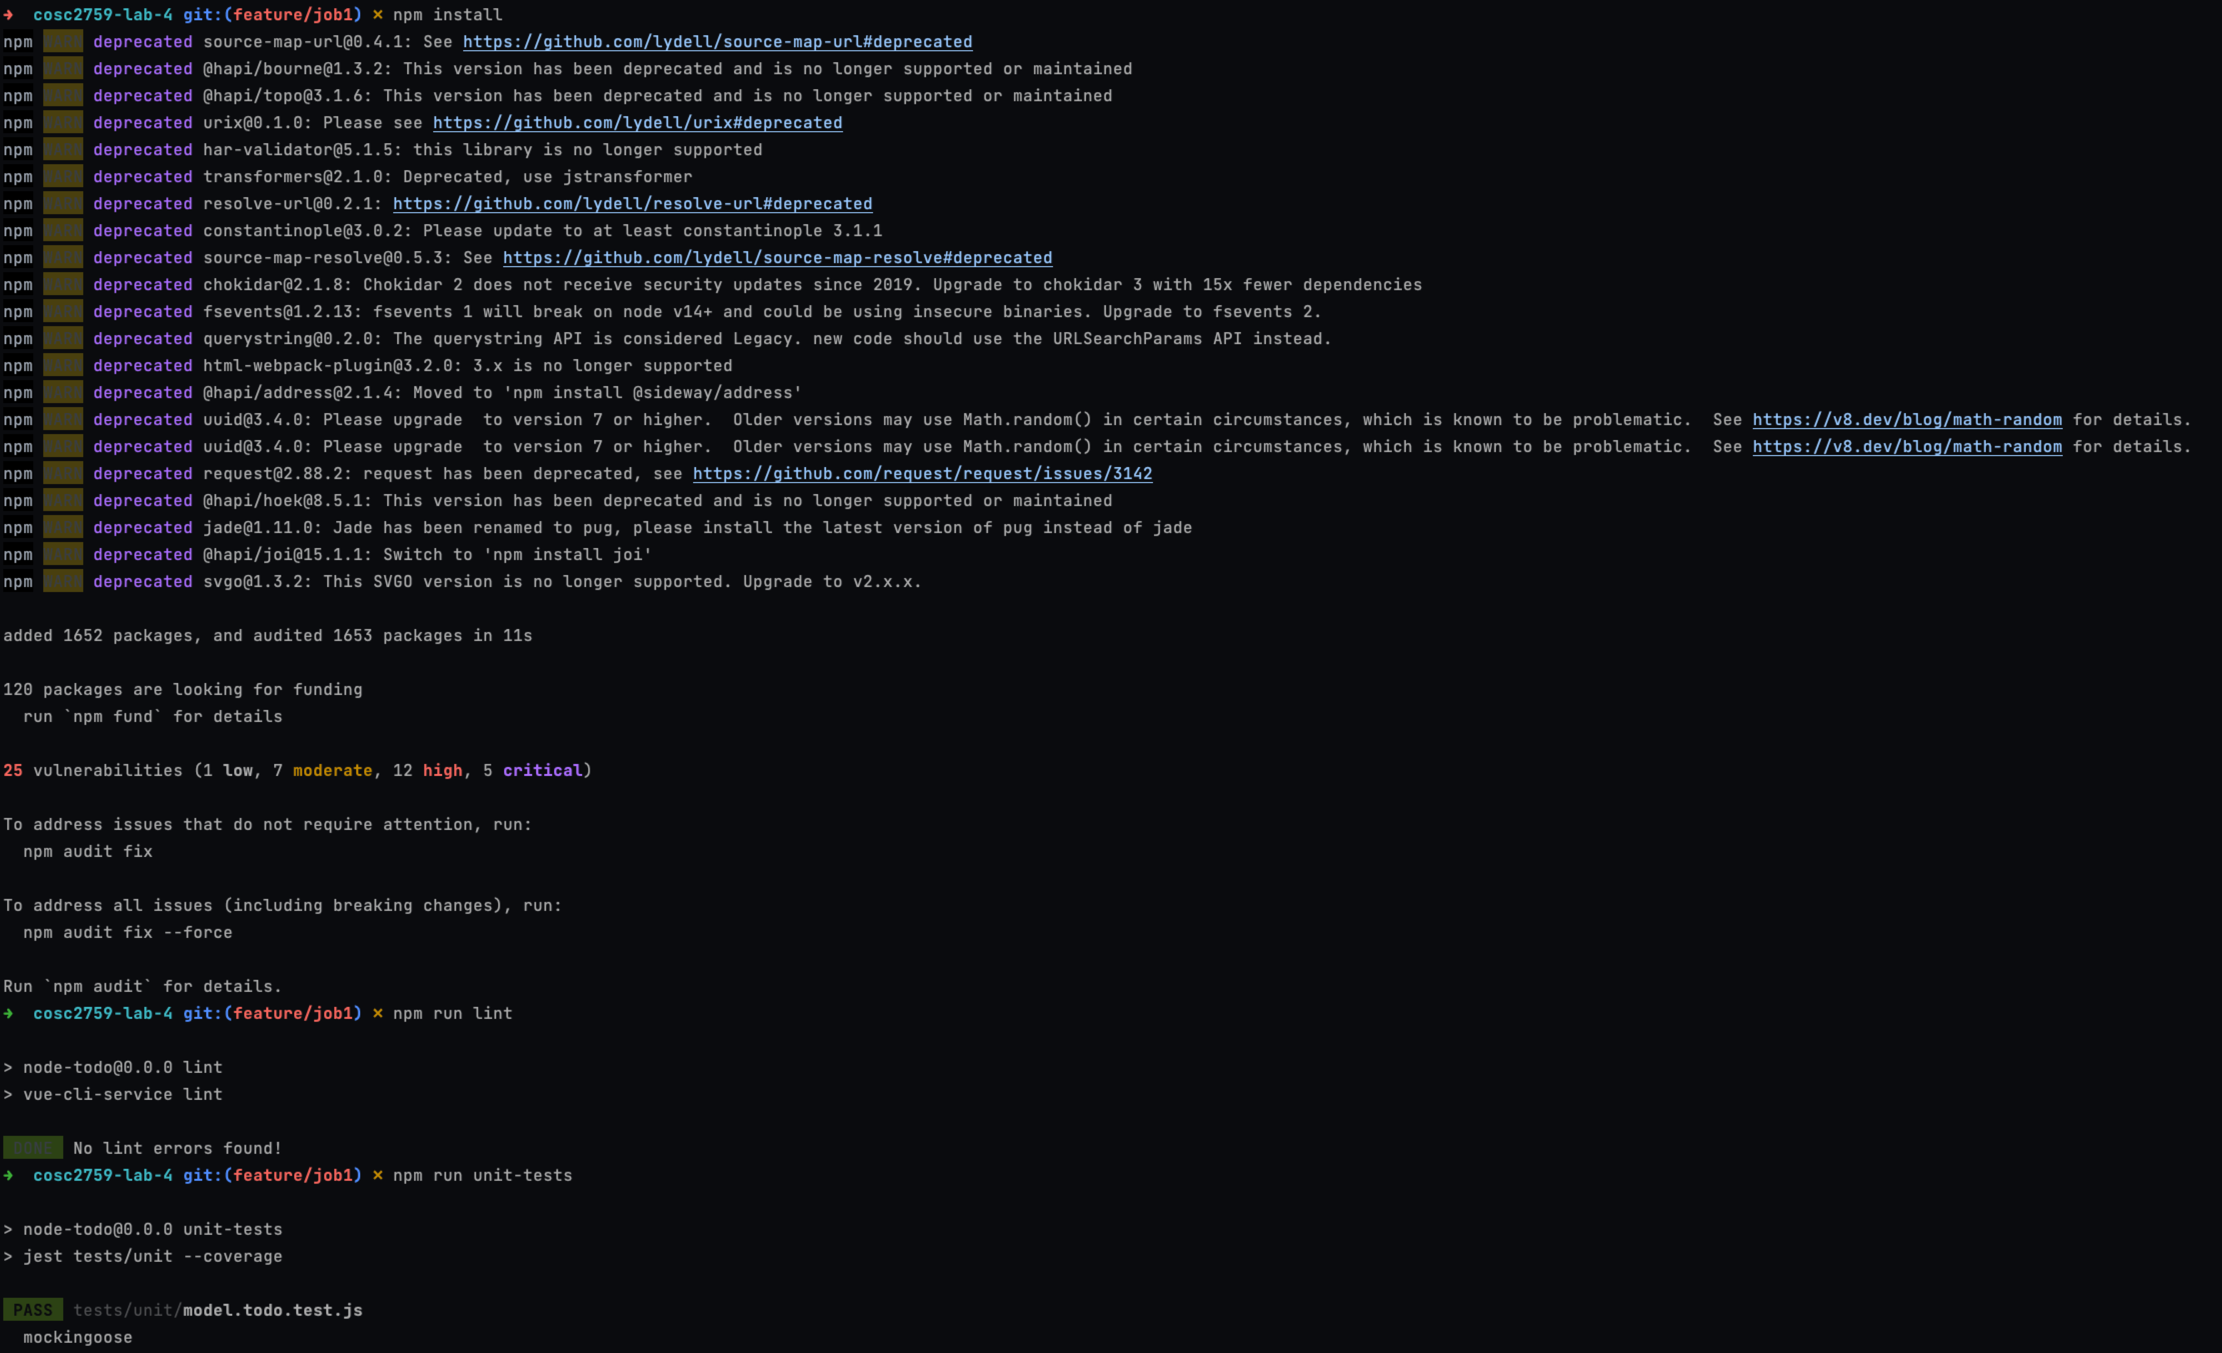 → cosc2759-lab-4 git:(feature/job1) × npm install
npm WARN deprecated source-map-url@0.4.1: See https://github.com/lydell/source-map-url#deprecated
npm WARN deprecated @hapi/bourne@1.3.2: This version has been deprecated and is no longer supported or maintained
npm WARN deprecated @hapi/topo@3.1.6: This version has been deprecated and is no longer supported or maintained
npm WARN deprecated urix@0.1.0: Please see https://github.com/lydell/urix#deprecated
npm WARN deprecated har-validator@5.1.5: this library is no longer supported
npm WARN deprecated transformers@2.1.0: Deprecated, use jstransformer
npm WARN deprecated resolve-url@0.2.1: https://github.com/lydell/resolve-url#deprecated
npm WARN deprecated constantinople@3.0.2: Please update to at least constantinople 3.1.1
npm WARN deprecated source-map-resolve@0.5.3: See https://github.com/lydell/source-map-resolve#deprecated
npm WARN deprecated chokidar@2.1.8: Chokidar 2 does not receive security updates since 2019. Upgrade to chokidar 3 with 15x fewer dependencies
npm WARN deprecated fsevents@1.2.13: fsevents 1 will break on node v14+ and could be using insecure binaries. Upgrade to fsevents 2.
npm WARN deprecated querystring@0.2.0: The querystring API is considered Legacy. new code should use the URLSearchParams API instead.
npm WARN deprecated html-webpack-plugin@3.2.0: 3.x is no longer supported
npm WARN deprecated @hapi/address@2.1.4: Moved to 'npm install @sideway/address'
npm WARN deprecated uuid@3.4.0: Please upgrade  to version 7 or higher.  Older versions may use Math.random() in certain circumstances, which is known to be problematic.  See https://v8.dev/blog/math-random for details.
npm WARN deprecated uuid@3.4.0: Please upgrade  to version 7 or higher.  Older versions may use Math.random() in certain circumstances, which is known to be problematic.  See https://v8.dev/blog/math-random for details.
npm WARN deprecated request@2.88.2: request has been deprecated, see https://github.com/request/request/issues/3142
npm WARN deprecated @hapi/hoek@8.5.1: This version has been deprecated and is no longer supported or maintained
npm WARN deprecated jade@1.11.0: Jade has been renamed to pug, please install the latest version of pug instead of jade
npm WARN deprecated @hapi/joi@15.1.1: Switch to 'npm install joi'
npm WARN deprecated svgo@1.3.2: This SVGO version is no longer supported. Upgrade to v2.x.x.
added 1652 packages, and audited 1653 packages in 11s
120 packages are looking for funding
  run `npm fund` for details
25 vulnerabilities (1 low, 7 moderate, 12 high, 5 critical)
To address issues that do not require attention, run:
  npm audit fix
To address all issues (including breaking changes), run:
  npm audit fix --force
Run `npm audit` for details.
→ cosc2759-lab-4 git:(feature/job1) × npm run lint
> node-todo@0.0.0 lint
> vue-cli-service lint
DONE No lint errors found!
→ cosc2759-lab-4 git:(feature/job1) × npm run unit-tests
> node-todo@0.0.0 unit-tests
> jest tests/unit --coverage
PASS tests/unit/model.todo.test.js
  mockingoose